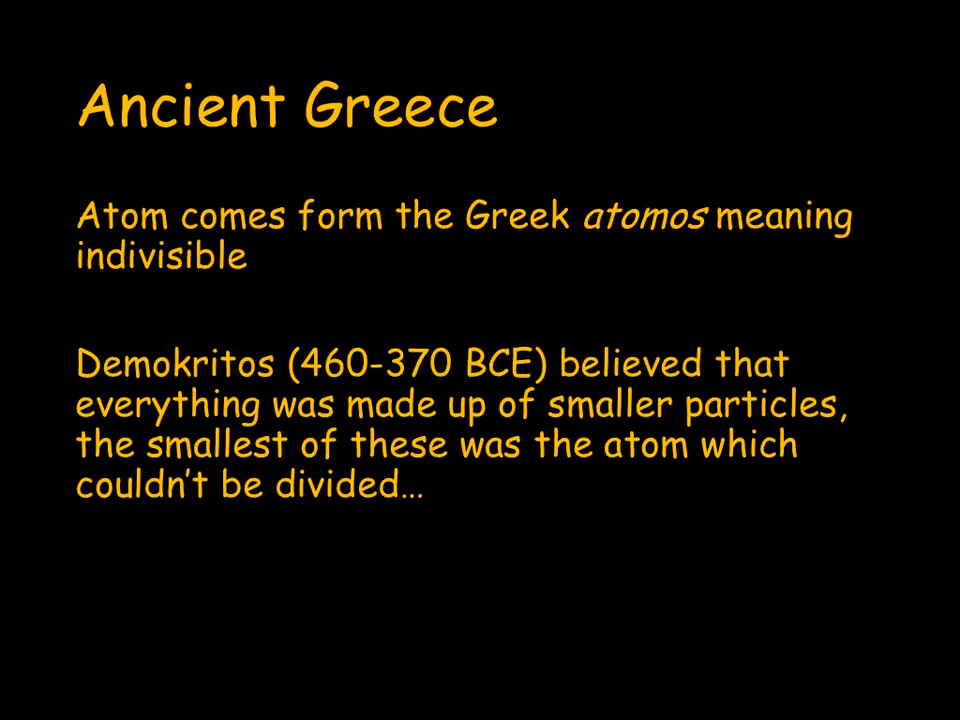 Ancient Greece
Atom comes form the Greek atomos meaning
indivisible
Demokritos (460-370 BCE) believed that
everything was made up of smaller particles,
the smallest of these was the atom which
couldn’t be divided…